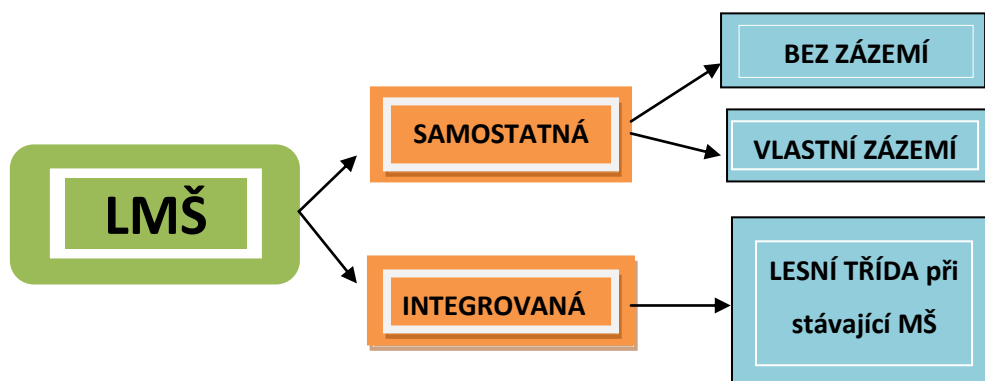 LMŠ
SAMOSTATNÁ
BEZ ZÁZEMÍ
VLASTNÍ ZÁZEMÍ
INTEGROVANÁ
LESNÍ TŘÍDA při
stávající MŠ